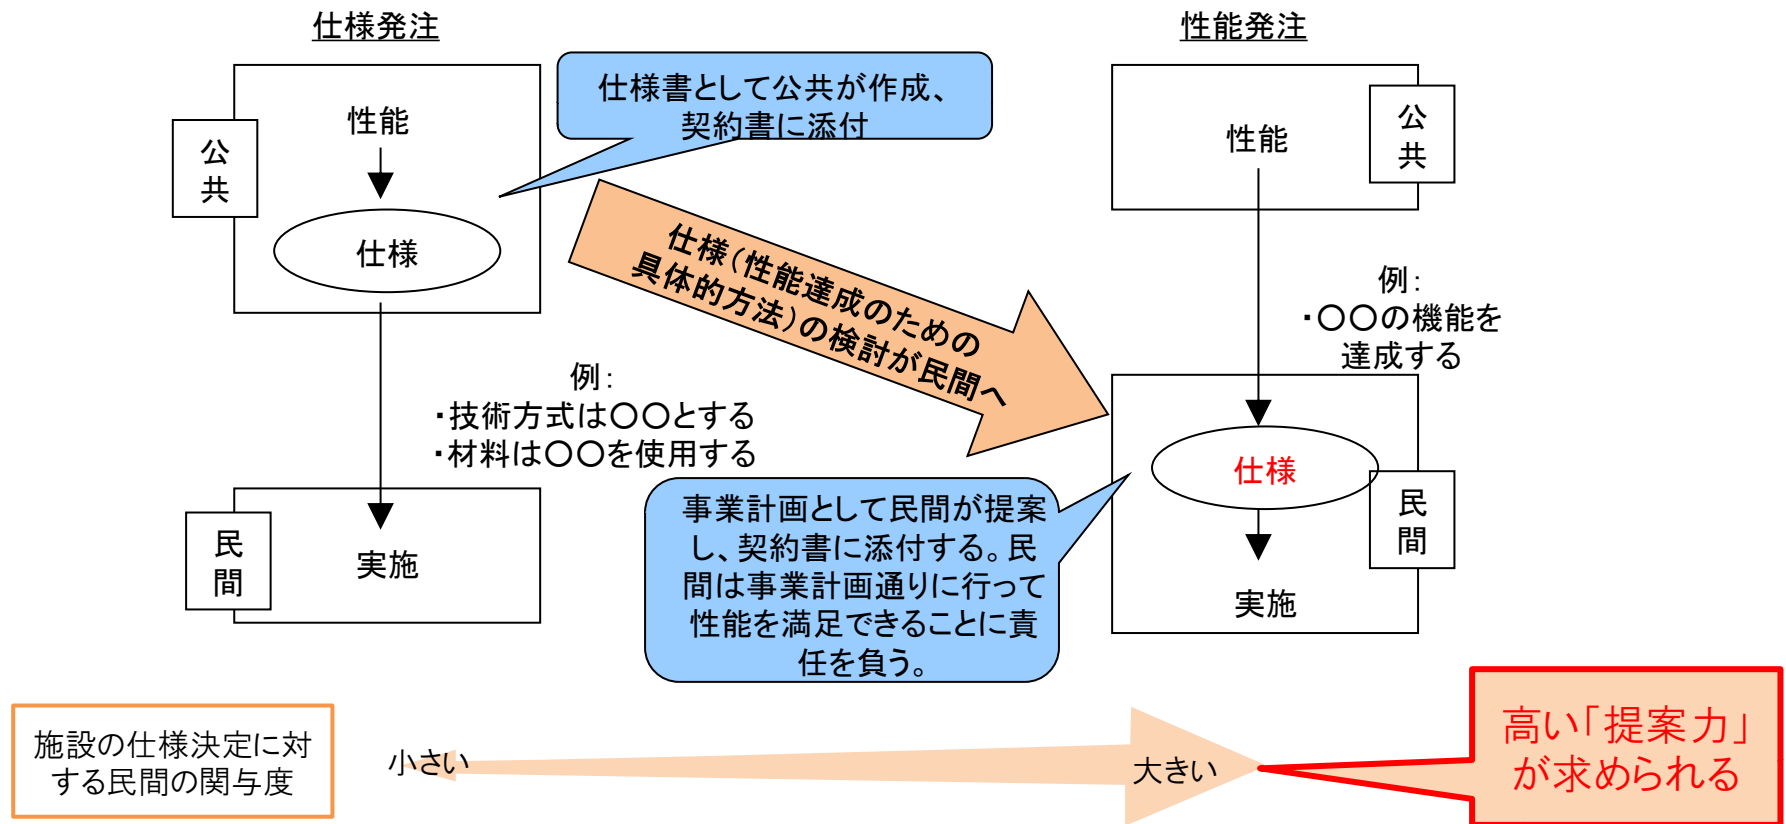 仕様発注
性能発注
仕様書として公共が作成、
契約書に添付
公
共
性能
仕様
性能
公
共
仕様(性能達成のための
具体的方法)の検討が民間へ
例:
・〇〇の機能を
達成する
例:
・技術方式は〇〇とする
・材料は〇〇を使用する
民
間
実施
事業計画として民間が提案
し、契約書に添付する。民
間は事業計画通りに行って
性能を満足できることに責
任を負う。
仕様
民
間
実施
施設の仕様決定に対
する民間の関与度
小さい
大きい
高い「提案力」
が求められる